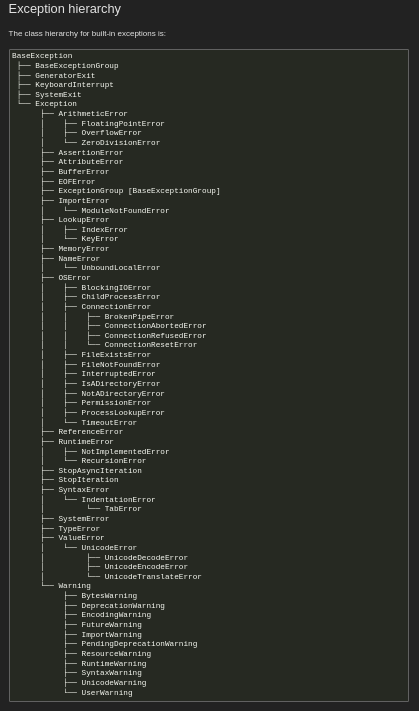 Exception hierarchy
The class hierarchy for built-in exceptions is:
BaseException
 ├── BaseExceptionGroup
 ├── GeneratorExit
 ├── KeyboardInterrupt
 ├── SystemExit
 └── Exception
      ├── ArithmeticError
      │    ├── FloatingPointError
      │    ├── OverflowError
      │    └── ZeroDivisionError
      ├── AssertionError
      ├── AttributeError
      ├── BufferError
      ├── EOFError
      ├── ExceptionGroup [BaseExceptionGroup]
      ├── ImportError
      │    └── ModuleNotFoundError
      ├── LookupError
      │    ├── IndexError
      │    └── KeyError
      ├── MemoryError
      ├── NameError
      │    └── UnboundLocalError
      ├── OSError
      │    ├── BlockingIOError
      │    ├── ChildProcessError
      │    ├── ConnectionError
      │    │    ├── BrokenPipeError
      │    │    ├── ConnectionAbortedError
      │    │    ├── ConnectionRefusedError
      │    │    └── ConnectionResetError
      │    ├── FileExistsError
      │    ├── FileNotFoundError
      │    ├── InterruptedError
      │    ├── IsADirectoryError
      │    ├── NotADirectoryError
      │    ├── PermissionError
      │    ├── ProcessLookupError
      │    └── TimeoutError
      ├── ReferenceError
      ├── RuntimeError
      │    ├── NotImplementedError
      │    └── RecursionError
      ├── StopAsyncIteration
      ├── StopIteration
      ├── SyntaxError
      │    └── IndentationError
      │         └── TabError
      ├── SystemError
      ├── TypeError
      ├── ValueError
      │    └── UnicodeError
      │         ├── UnicodeDecodeError
      │         ├── UnicodeEncodeError
      │         └── UnicodeTranslateError
      └── Warning
           ├── BytesWarning
           ├── DeprecationWarning
           ├── EncodingWarning
           ├── FutureWarning
           ├── ImportWarning
           ├── PendingDeprecationWarning
           ├── ResourceWarning
           ├── RuntimeWarning
           ├── SyntaxWarning
           ├── UnicodeWarning
           └── UserWarning